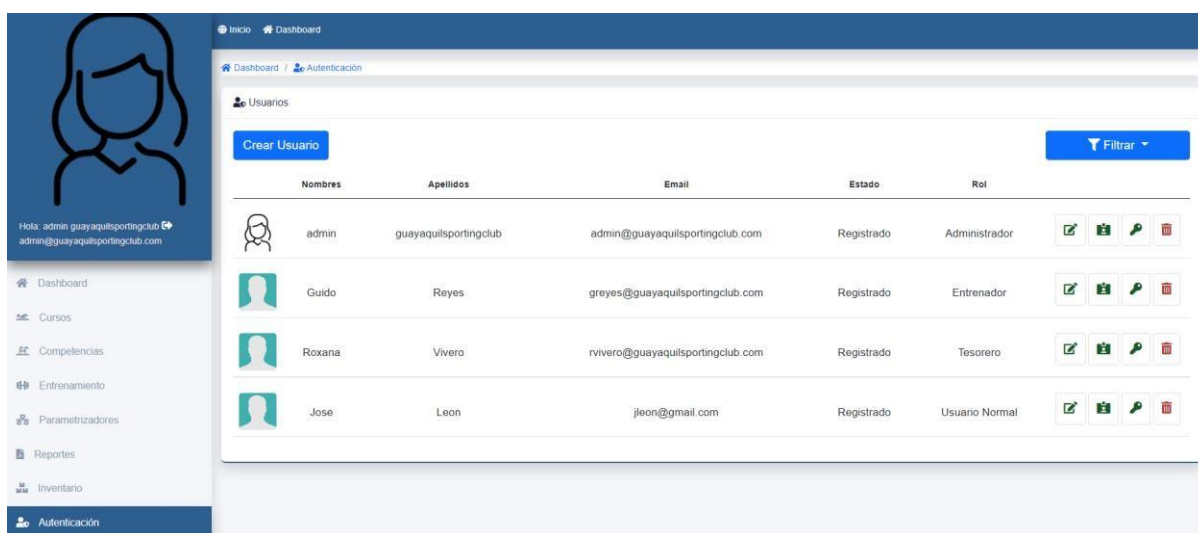 Inicio Dashboard
Dashboard / Autenticación
Usuarios
Crear Usuario
Filtrar
Nombres Apellidos Email Estado Rol
admin guayaquilsportingclub admin@guayaquilsportingclub.com Registrado Administrador
Guido Reyes greyes@guayaquilsportingclub.com Registrado Entrenador
Roxana Vivero rvivero@guayaquilsportingclub.com Registrado Tesorero
Jose Leon jleon@gmail.com Registrado Usuario Normal
Hola: admin guayaquilsportingclub
admin@guayaquilsportingclub.com
Dashboard
Cursos
Competencias
Entrenamiento
Parametrizadores
Reportes
Inventario
Autenticación